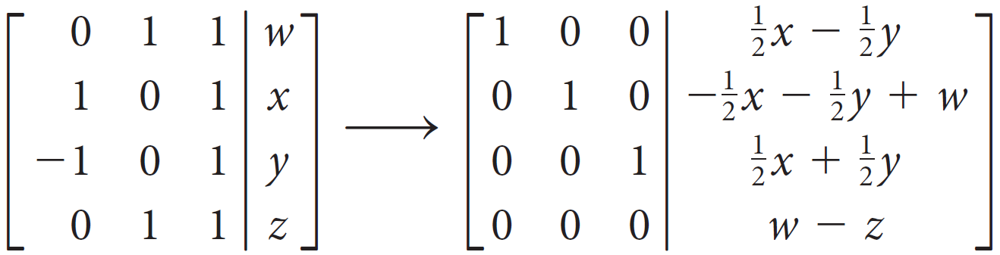 [ 0 1 1 | w ] ⟶ [ 1 0 0 | ½x − ½y ]
[ 1 0 1 | x ] [ 0 1 0 | −½x − ½y + w ]
[ −1 0 1 | y ] [ 0 0 1 | ½x + ½y ]
[ 0 1 1 | z ] [ 0 0 0 | w − z ]